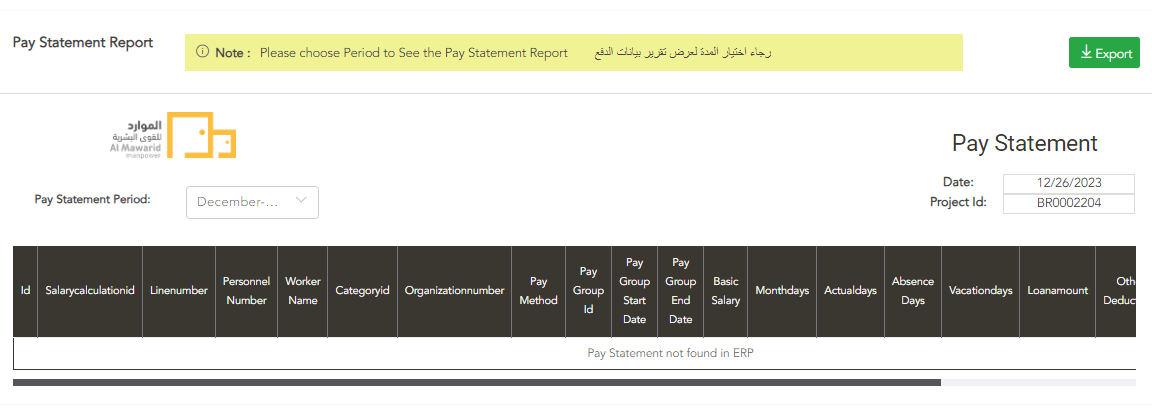 Pay Statement Report
Note : Please choose Period to See the Pay Statement Report رجاء اختيار المدة لعرض تقرير بيانات الدفع
Export
الموارد
للقوى البشرية
Al Mawarid
manpower
Pay Statement
Date: 12/26/2023
Project Id: BR0002204
Pay Statement Period: December-...
Id Salarycalculationid Linenumber Personnel Number Worker Name Categoryid Organizationnumber Pay Method Pay Group Id Pay Group Start Date Pay Group End Date Basic Salary Monthdays Actualdays Absence Days Vacationdays Loanamount
Pay Statement not found in ERP